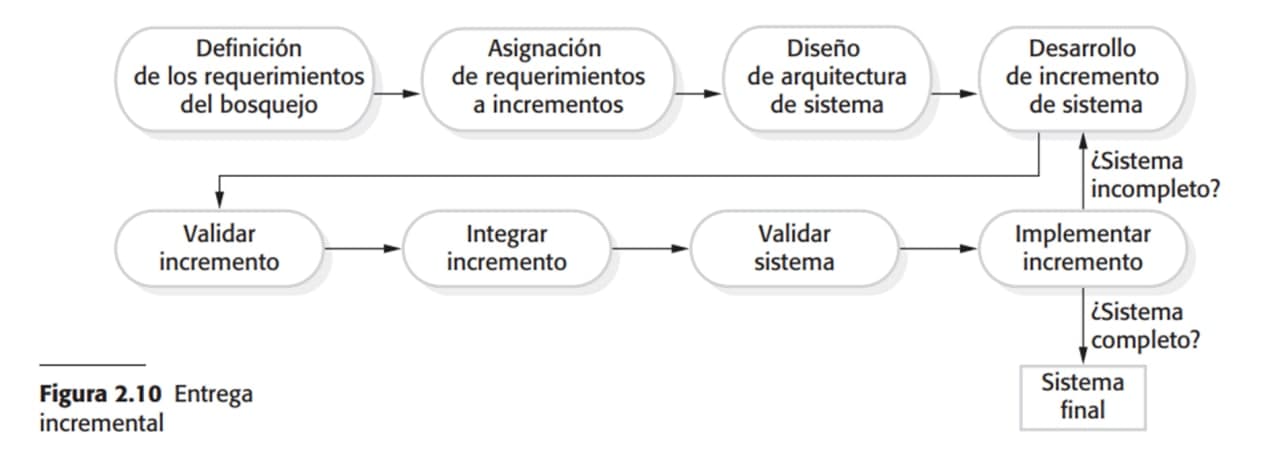 Definición
de los requerimientos
del bosquejo
Asignación
de requerimientos
a incrementos
Diseño
de arquitectura
de sistema
Desarrollo
de incremento
de sistema
¿Sistema
incompleto?
Validar
incremento
Integrar
incremento
Validar
sistema
Implementar
incremento
¿Sistema
completo?
Sistema
final
Figura 2.10 Entrega
incremental